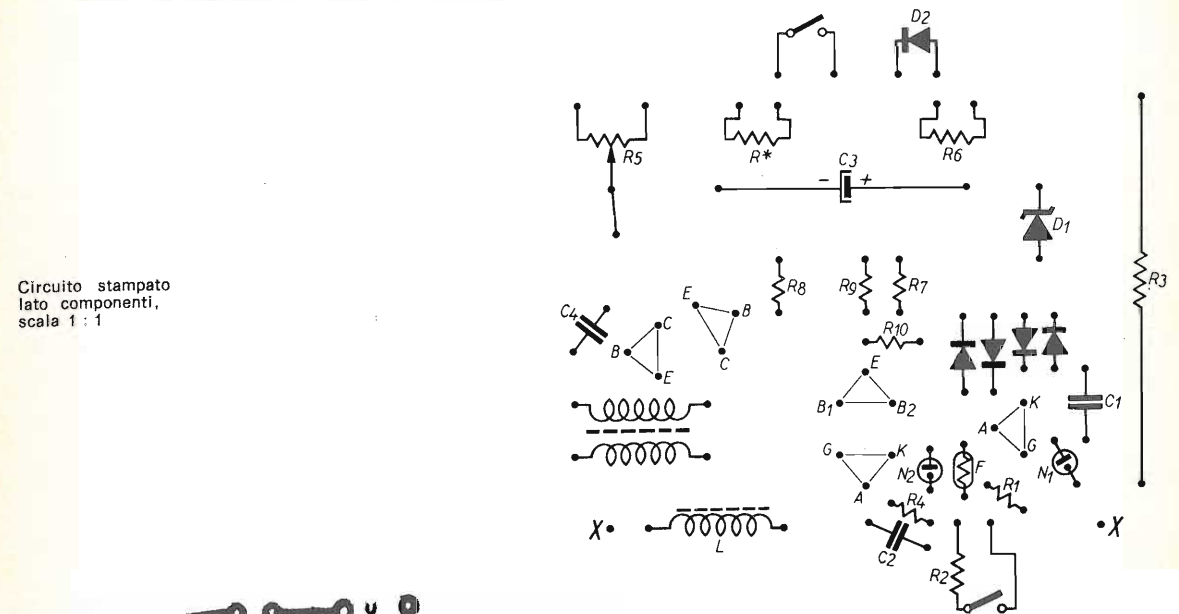 D2
R5
R*
R6
C3
- +
D1
Circuito stampato
lato componenti,
scala 1 : 1
R3
R8
R9
R7
C4
E
B
C
B
C
E
R10
E
B1
B2
C1
K
A
G
G
K
A
N2
F
R1
N1
R4
X
L
C2
X
R2